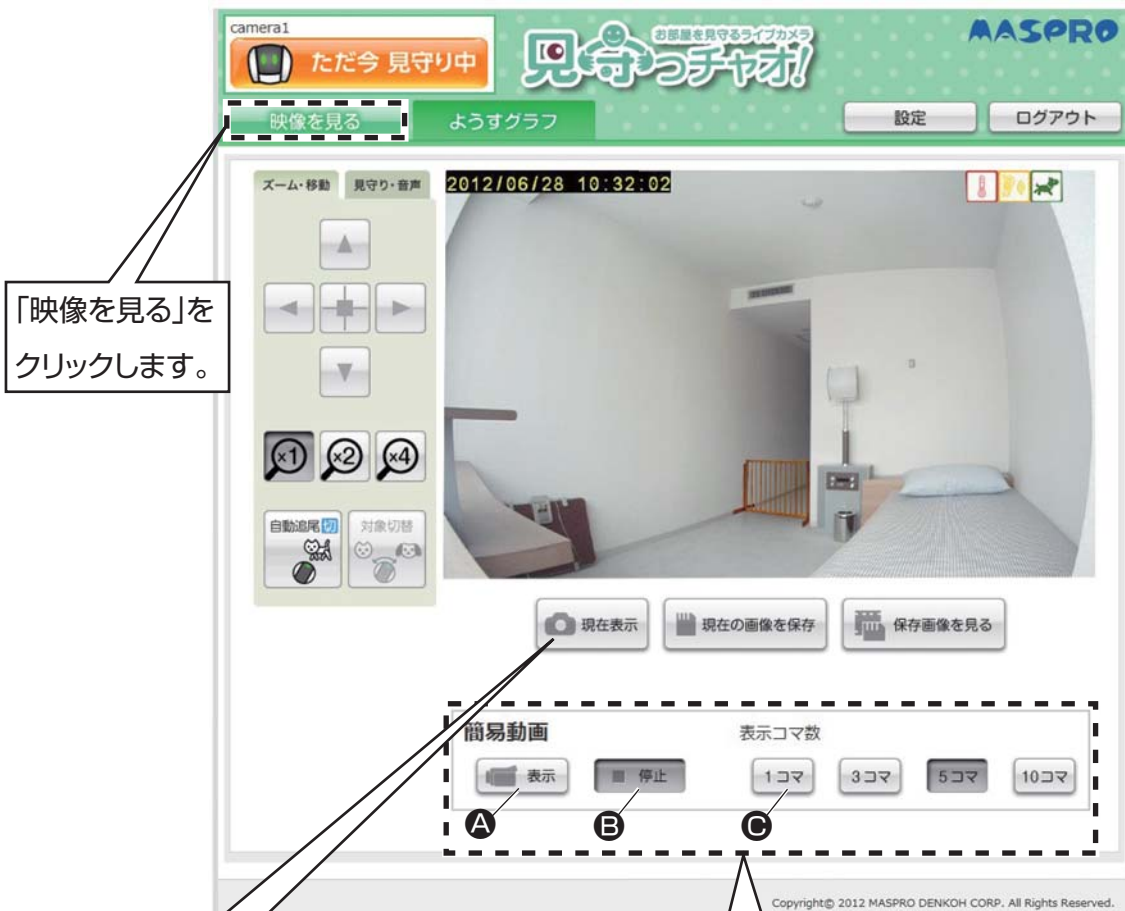 camera1
ただ今 見守り中
お部屋を見守るライブカメラ
見守っチャオ!
MASPRO
映像を見る
ようすグラフ
設定
ログアウト
ズーム・移動
見守り・音声
2012/06/28 10:32:02
「映像を見る」を
クリックします。
×1
×2
×4
自動追尾 切
対象切替
現在表示
現在の画像を保存
保存画像を見る
簡易動画
表示コマ数
表示
停止
1コマ
3コマ
5コマ
10コマ
A
B
C
Copyright© 2012 MASPRO DENKOH CORP. All Rights Reserved.